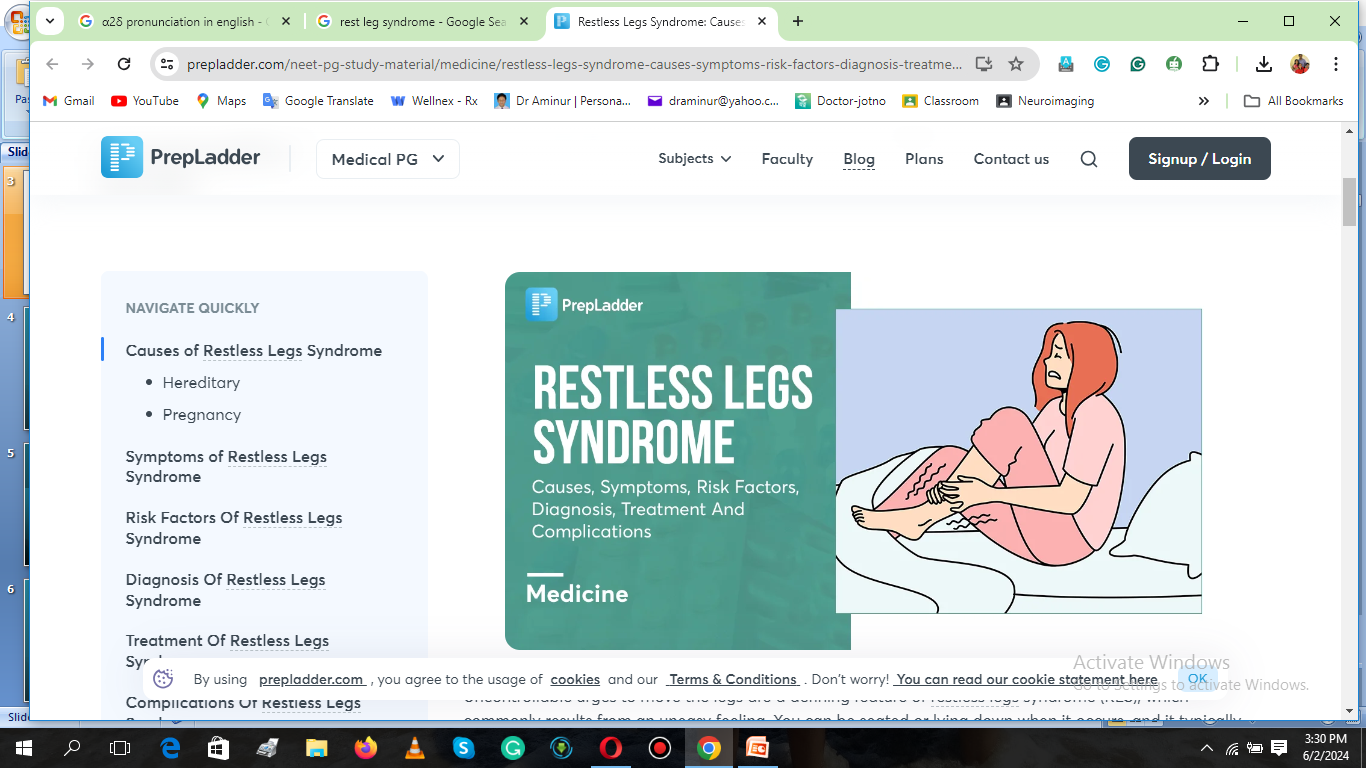 α2δ pronunciation in english - G
rest leg syndrome - Google Sea
Restless Legs Syndrome: Causes
prepladder.com/neet-pg-study-material/medicine/restless-legs-syndrome-causes-symptoms-risk-factors-diagnosis-treatme...
Gmail YouTube Maps Google Translate Wellnex - Rx Dr Aminur | Persona... draminur@yahoo.c... Doctor-jotno Classroom Neuroimaging » All Bookmarks
PrepLadder Medical PG Subjects Faculty Blog Plans Contact us Signup / Login
NAVIGATE QUICKLY
Causes of Restless Legs Syndrome
• Hereditary
• Pregnancy
Symptoms of Restless Legs
Syndrome
Risk Factors Of Restless Legs
Syndrome
Diagnosis Of Restless Legs
Syndrome
Treatment Of Restless Legs
Complications Of Restless Legs
PrepLadder
RESTLESS LEGS
SYNDROME
Causes, Symptoms, Risk Factors,
Diagnosis, Treatment And
Complications
Medicine
By using prepladder.com , you agree to the usage of cookies and our Terms & Conditions . Don't worry! You can read our cookie statement here OK
Activate Windows
Go to Settings to activate Windows.
Slid
3
4
5
6
Slid
3:30 PM
6/2/2024